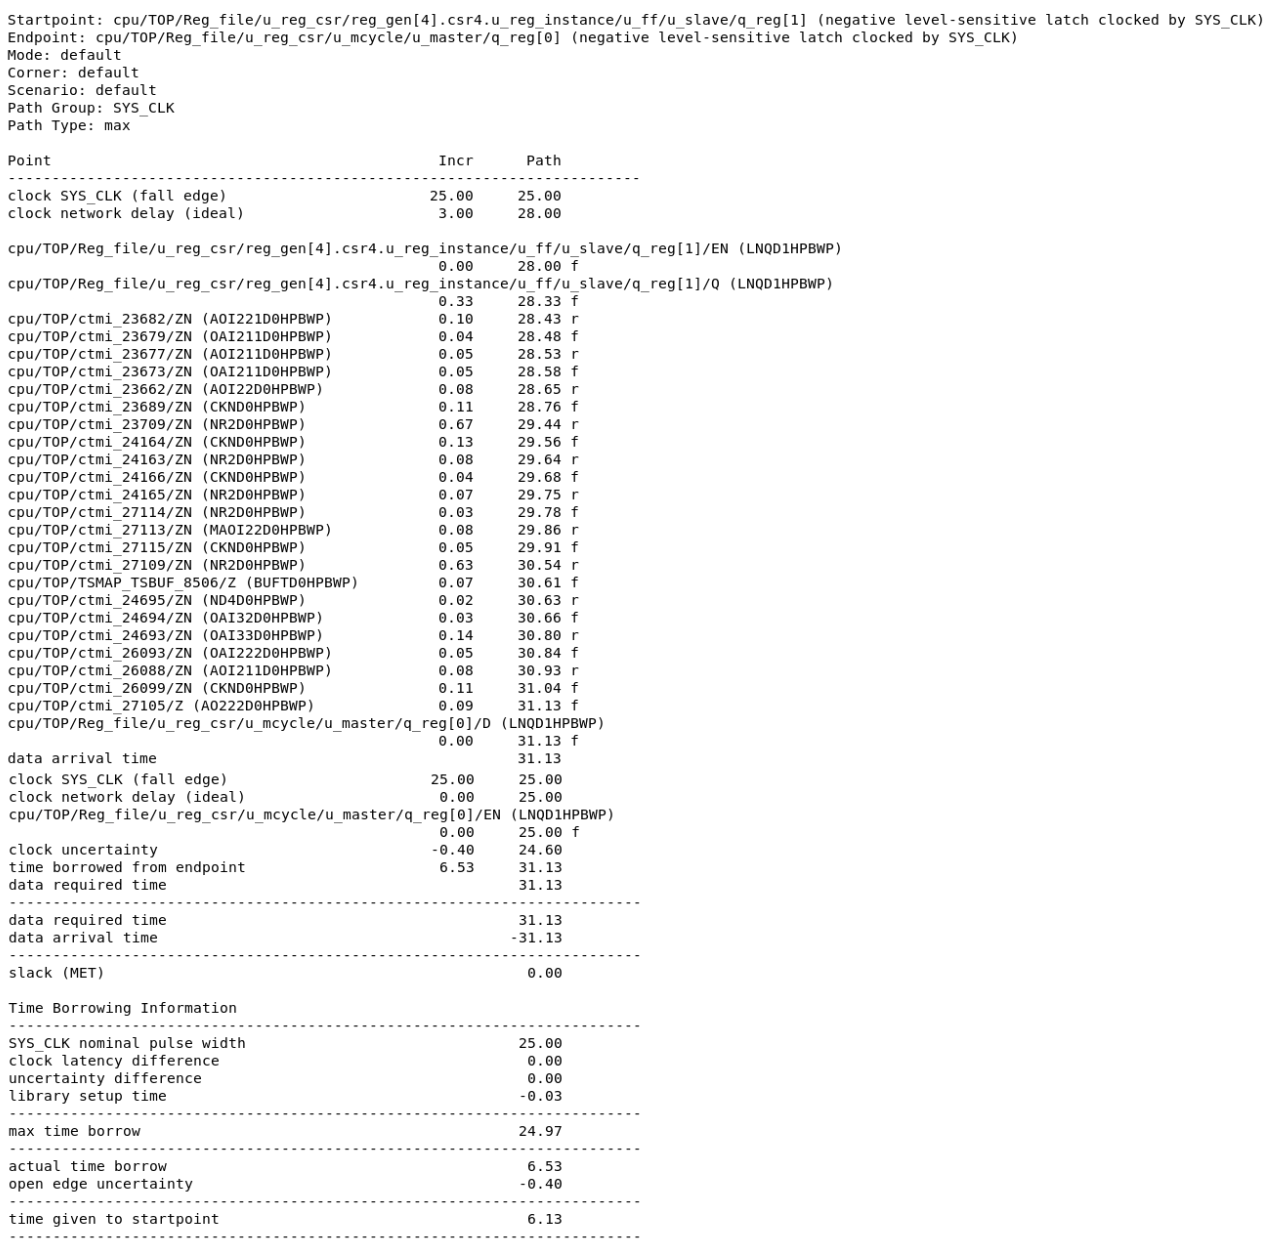 Startpoint: cpu/TOP/Reg_file/u_reg_csr/reg_gen[4].csr4.u_reg_instance/u_ff/u_slave/q_reg[1] (negative level-sensitive latch clocked by SYS_CLK)
Endpoint: cpu/TOP/Reg_file/u_reg_csr/u_mcycle/u_master/q_reg[0] (negative level-sensitive latch clocked by SYS_CLK)
Mode: default
Corner: default
Scenario: default
Path Group: SYS_CLK
Path Type: max
Point Incr Path
------------------------------------------------------------------------
clock SYS_CLK (fall edge) 25.00 25.00
clock network delay (ideal) 3.00 28.00
cpu/TOP/Reg_file/u_reg_csr/reg_gen[4].csr4.u_reg_instance/u_ff/u_slave/q_reg[1]/EN (LNQD1HPBWP)
0.00 28.00 f
cpu/TOP/Reg_file/u_reg_csr/reg_gen[4].csr4.u_reg_instance/u_ff/u_slave/q_reg[1]/Q (LNQD1HPBWP)
0.33 28.33 f
cpu/TOP/ctmi_23682/ZN (AOI221D0HPBWP) 0.10 28.43 r
cpu/TOP/ctmi_23679/ZN (OAI211D0HPBWP) 0.04 28.48 f
cpu/TOP/ctmi_23677/ZN (AOI211D0HPBWP) 0.05 28.53 r
cpu/TOP/ctmi_23673/ZN (OAI211D0HPBWP) 0.05 28.58 f
cpu/TOP/ctmi_23662/ZN (AOI22D0HPBWP) 0.08 28.65 r
cpu/TOP/ctmi_23689/ZN (CKND0HPBWP) 0.11 28.76 f
cpu/TOP/ctmi_23709/ZN (NR2D0HPBWP) 0.67 29.44 r
cpu/TOP/ctmi_24164/ZN (CKND0HPBWP) 0.13 29.56 f
cpu/TOP/ctmi_24163/ZN (NR2D0HPBWP) 0.08 29.64 r
cpu/TOP/ctmi_24166/ZN (CKND0HPBWP) 0.04 29.68 f
cpu/TOP/ctmi_24165/ZN (NR2D0HPBWP) 0.07 29.75 r
cpu/TOP/ctmi_27114/ZN (NR2D0HPBWP) 0.03 29.78 f
cpu/TOP/ctmi_27113/ZN (MAOI22D0HPBWP) 0.08 29.86 r
cpu/TOP/ctmi_27115/ZN (CKND0HPBWP) 0.05 29.91 f
cpu/TOP/ctmi_27109/ZN (NR2D0HPBWP) 0.63 30.54 r
cpu/TOP/TSMAP_TSBUF_8506/Z (BUFTD0HPBWP) 0.07 30.61 f
cpu/TOP/ctmi_24695/ZN (ND4D0HPBWP) 0.02 30.63 r
cpu/TOP/ctmi_24694/ZN (OAI32D0HPBWP) 0.03 30.66 f
cpu/TOP/ctmi_24693/ZN (OAI33D0HPBWP) 0.14 30.80 r
cpu/TOP/ctmi_26093/ZN (OAI222D0HPBWP) 0.05 30.84 f
cpu/TOP/ctmi_26088/ZN (AOI211D0HPBWP) 0.08 30.93 r
cpu/TOP/ctmi_26099/ZN (CKND0HPBWP) 0.11 31.04 f
cpu/TOP/ctmi_27105/Z (AO222D0HPBWP) 0.09 31.13 f
cpu/TOP/Reg_file/u_reg_csr/u_mcycle/u_master/q_reg[0]/D (LNQD1HPBWP)
0.00 31.13 f
data arrival time 31.13
clock SYS_CLK (fall edge) 25.00 25.00
clock network delay (ideal) 0.00 25.00
cpu/TOP/Reg_file/u_reg_csr/u_mcycle/u_master/q_reg[0]/EN (LNQD1HPBWP)
0.00 25.00 f
clock uncertainty -0.40 24.60
time borrowed from endpoint 6.53 31.13
data required time 31.13
------------------------------------------------------------------------
data required time 31.13
data arrival time -31.13
------------------------------------------------------------------------
slack (MET) 0.00
Time Borrowing Information
------------------------------------------------------------------------
SYS_CLK nominal pulse width 25.00
clock latency difference 0.00
uncertainty difference 0.00
library setup time -0.03
------------------------------------------------------------------------
max time borrow 24.97
------------------------------------------------------------------------
actual time borrow 6.53
open edge uncertainty -0.40
------------------------------------------------------------------------
time given to startpoint 6.13
------------------------------------------------------------------------